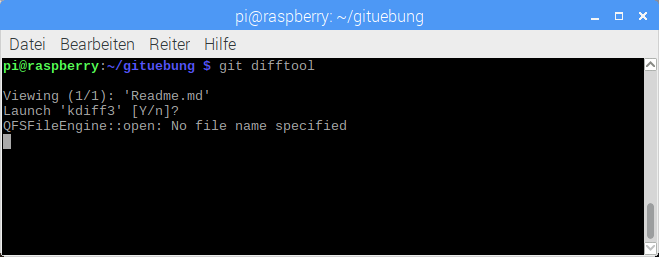 pi@raspberry: ~/gituebung
Datei Bearbeiten Reiter Hilfe
pi@raspberry:~/gituebung $ git difftool
Viewing (1/1): 'Readme.md'
Launch 'kdiff3' [Y/n]?
QFSFileEngine::open: No file name specified